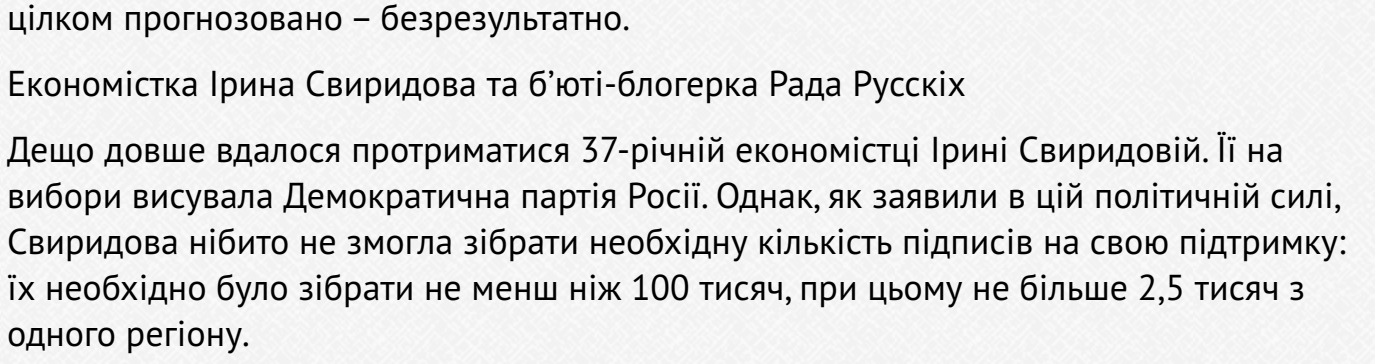 цілком прогнозовано – безрезультатно.
Економістка Ірина Свиридова та б’юті-блогерка Рада Русскіх
Дещо довше вдалося протриматися 37-річній економістці Ірині Свиридовій. Її на
вибори висувала Демократична партія Росії. Однак, як заявили в цій політичній силі,
Свиридова нібито не змогла зібрати необхідну кількість підписів на свою підтримку:
їх необхідно було зібрати не менш ніж 100 тисяч, при цьому не більше 2,5 тисяч з
одного регіону.